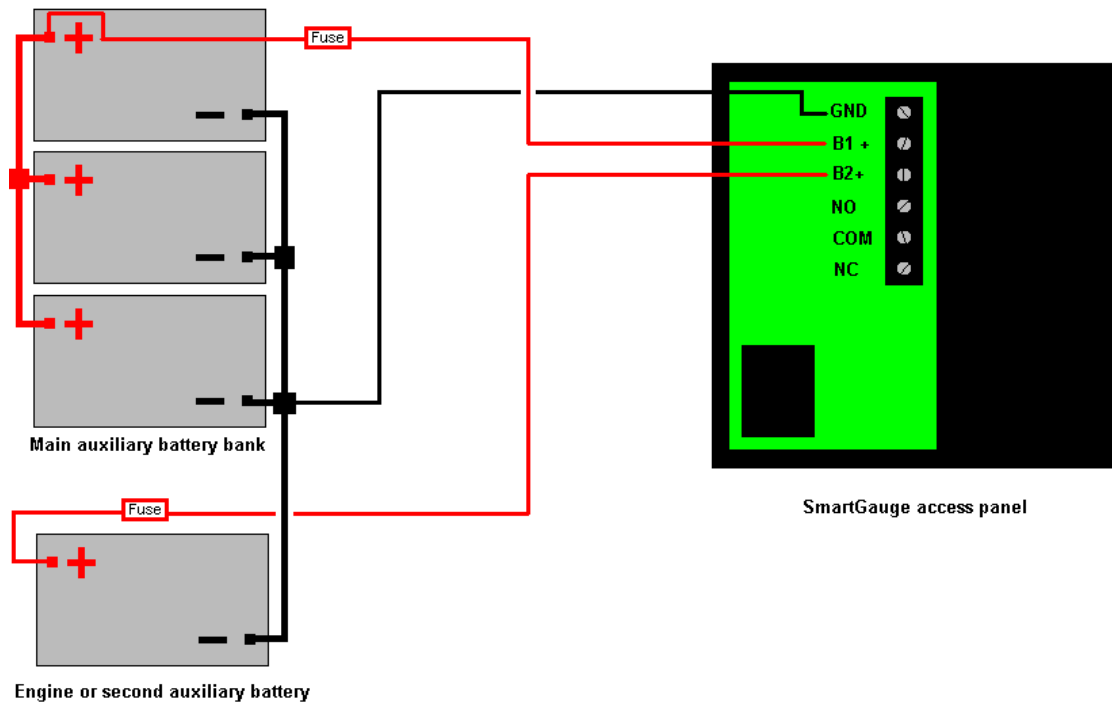 Fuse
GND
B1 +
B2+
NO
COM
NC
Main auxiliary battery bank
Fuse
SmartGauge access panel
Engine or second auxiliary battery